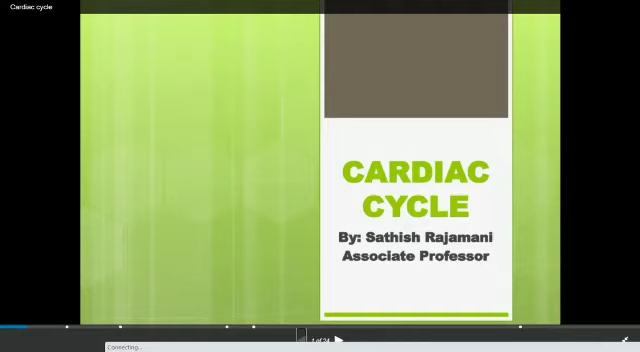 Cardiac cycle
CARDIAC
CYCLE
By: Sathish Rajamani
Associate Professor
1 of 24
Connecting...